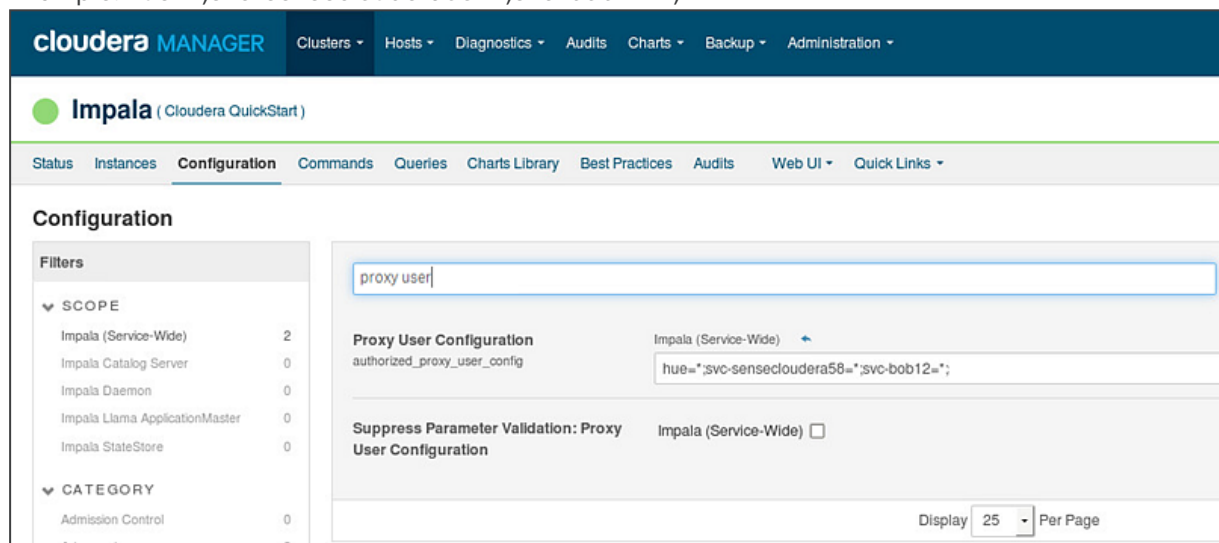 cloudera MANAGER Clusters Hosts Diagnostics Audits Charts Backup Administration
Impala ( Cloudera QuickStart )
Status Instances Configuration Commands Queries Charts Library Best Practices Audits Web UI Quick Links
Configuration
Filters
SCOPE
Impala (Service-Wide) 2
Impala Catalog Server 0
Impala Daemon 0
Impala Llama ApplicationMaster 0
Impala StateStore 0
CATEGORY
Admission Control 0
proxy user
Proxy User Configuration Impala (Service-Wide)
authorized_proxy_user_config
hue=*;svc-sensecloudera58=*;svc-bob12=*;
Suppress Parameter Validation: Proxy Impala (Service-Wide)
User Configuration
Display 25 Per Page